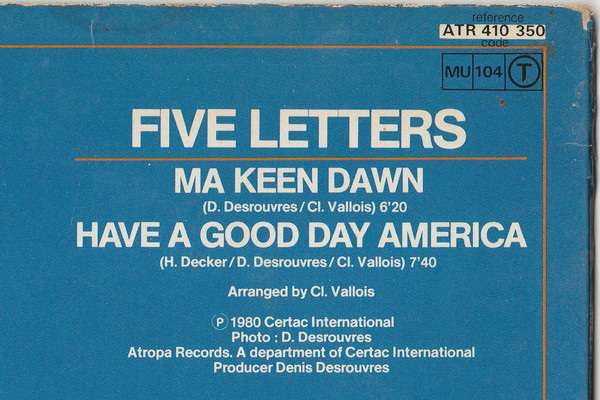 reference
ATR 410 350
code
MU 104 T
FIVE LETTERS
MA KEEN DAWN
(D. Desrouvres / Cl. Vallois) 6'20
HAVE A GOOD DAY AMERICA
(H. Decker / D. Desrouvres / Cl. Vallois) 7'40
Arranged by Cl. Vallois
Ⓟ 1980 Certac International
Photo : D. Desrouvres
Atropa Records. A department of Certac International
Producer Denis Desrouvres